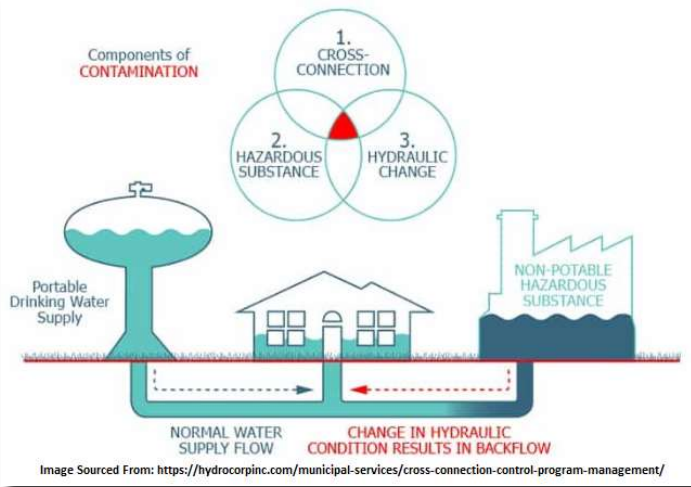 Components of
CONTAMINATION
1.
CROSS-
CONNECTION
2.
HAZARDOUS
SUBSTANCE
3.
HYDRAULIC
CHANGE
Portable
Drinking Water
Supply
NON-POTABLE
HAZARDOUS
SUBSTANCE
NORMAL WATER
SUPPLY FLOW
CHANGE IN HYDRAULIC
CONDITION RESULTS IN BACKFLOW
Image Sourced From: https://hydrocorpinc.com/municipal-services/cross-connection-control-program-management/